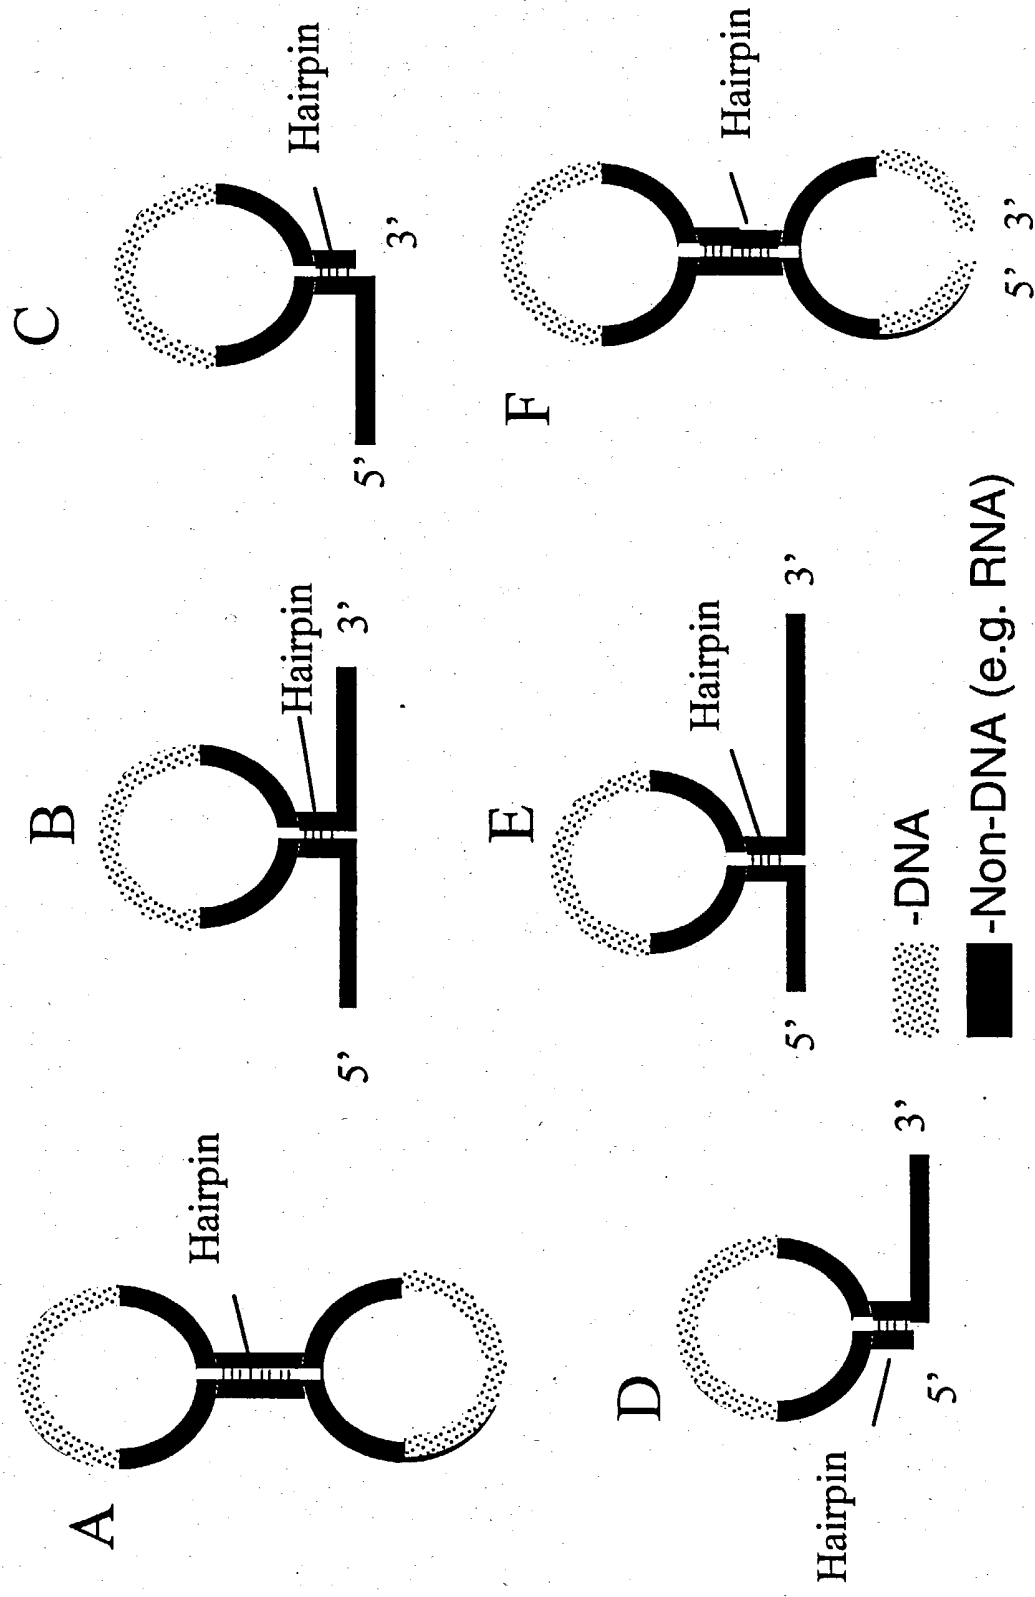 A
Hairpin
B
Hairpin
5’ 3’
C
Hairpin
5’ 3’
D
Hairpin
5’ 3’
E
Hairpin
5’ 3’
F
Hairpin
5’ 3’
-DNA
-Non-DNA (e.g. RNA)